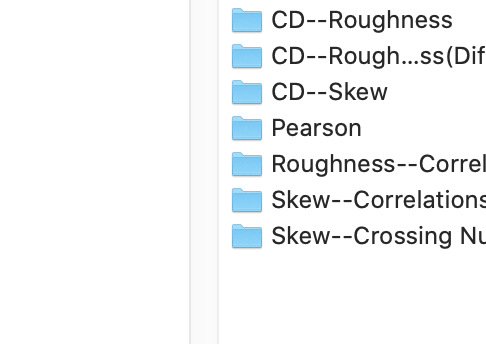 CD--Roughness
CD--Rough...ss(Dif
CD--Skew
Pearson
Roughness--Correl
Skew--Correlations
Skew--Crossing Nu